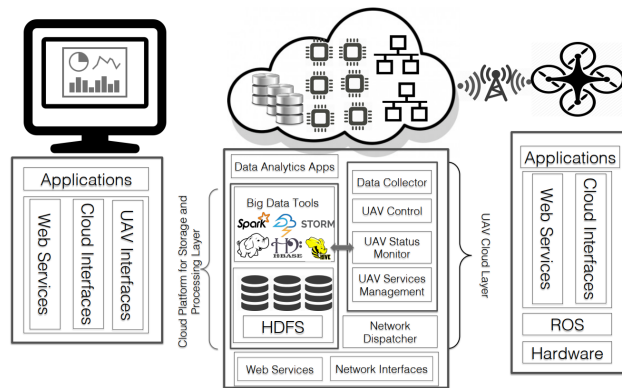 Applications
Web Services
Cloud Interfaces
UAV Interfaces
Cloud Platform for Storage and
Processing Layer
Data Analytics Apps
Big Data Tools
Spark
STORM
HBASE
HIVE
HDFS
Data Collector
UAV Control
UAV Status
Monitor
UAV Services
Management
Network
Dispatcher
Web Services
Network Interfaces
UAV Cloud Layer
Applications
Web Services
Cloud Interfaces
ROS
Hardware